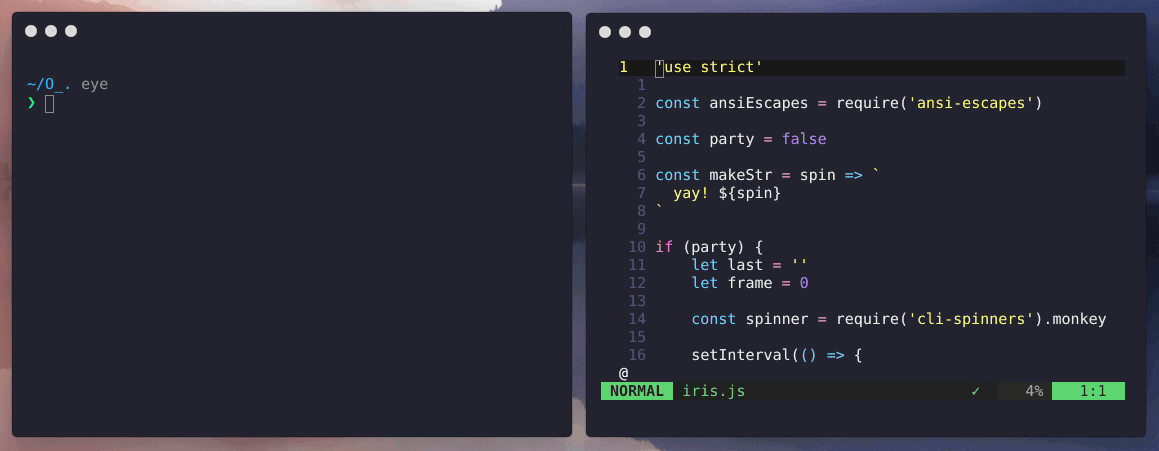 ~/O_. eye
❯
1 'use strict'
1
2 const ansiEscapes = require('ansi-escapes')
3
4 const party = false
5
6 const makeStr = spin => `
7   yay! ${spin}
8 `
9
10 if (party) {
11     let last = ''
12     let frame = 0
13
14     const spinner = require('cli-spinners').monkey
15
16     setInterval(() => {
@
NORMAL iris.js ✓ 4% 1:1